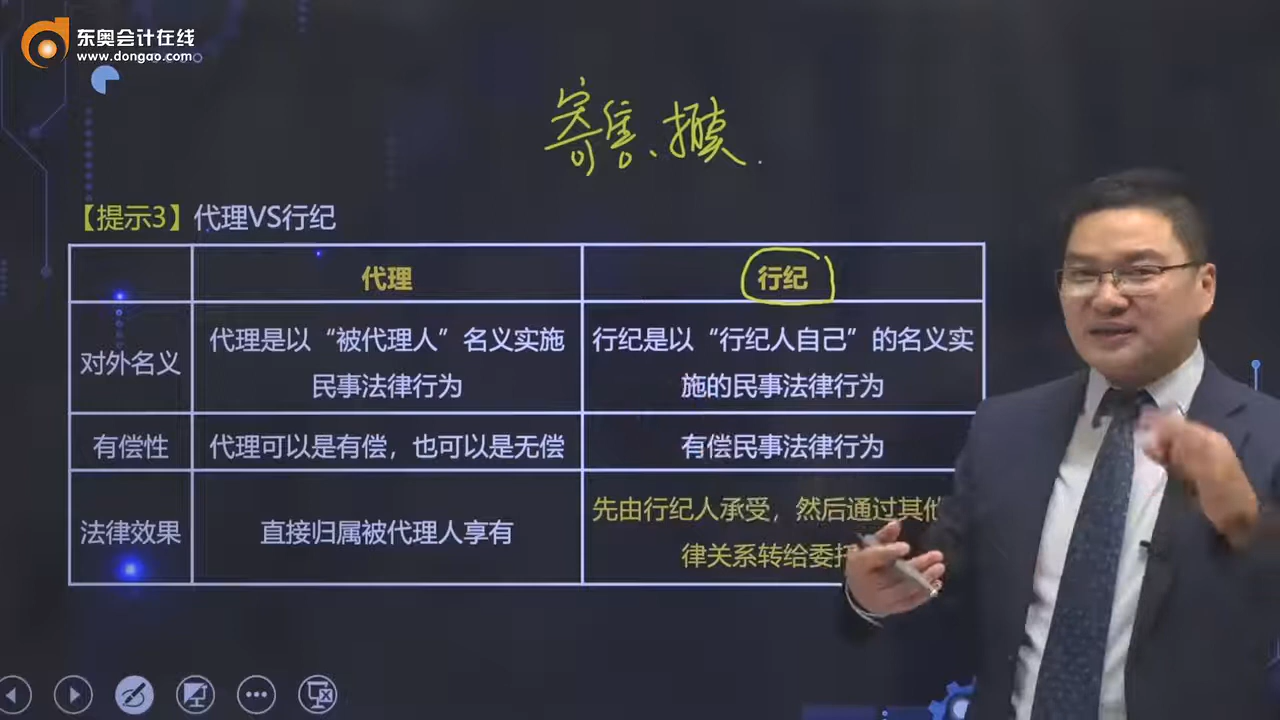 东奥会计在线
www.dongao.com
寄售、
【提示3】代理VS行纪
代理
行纪
对外名义
代理是以“被代理人”名义实施
民事法律行为
行纪是以“行纪人自己”的名义实
施的民事法律行为
有偿性
代理可以是有偿，也可以是无偿
有偿民事法律行为
法律效果
直接归属被代理人享有
先由行纪人承受，然后通过其他
律关系转给委托